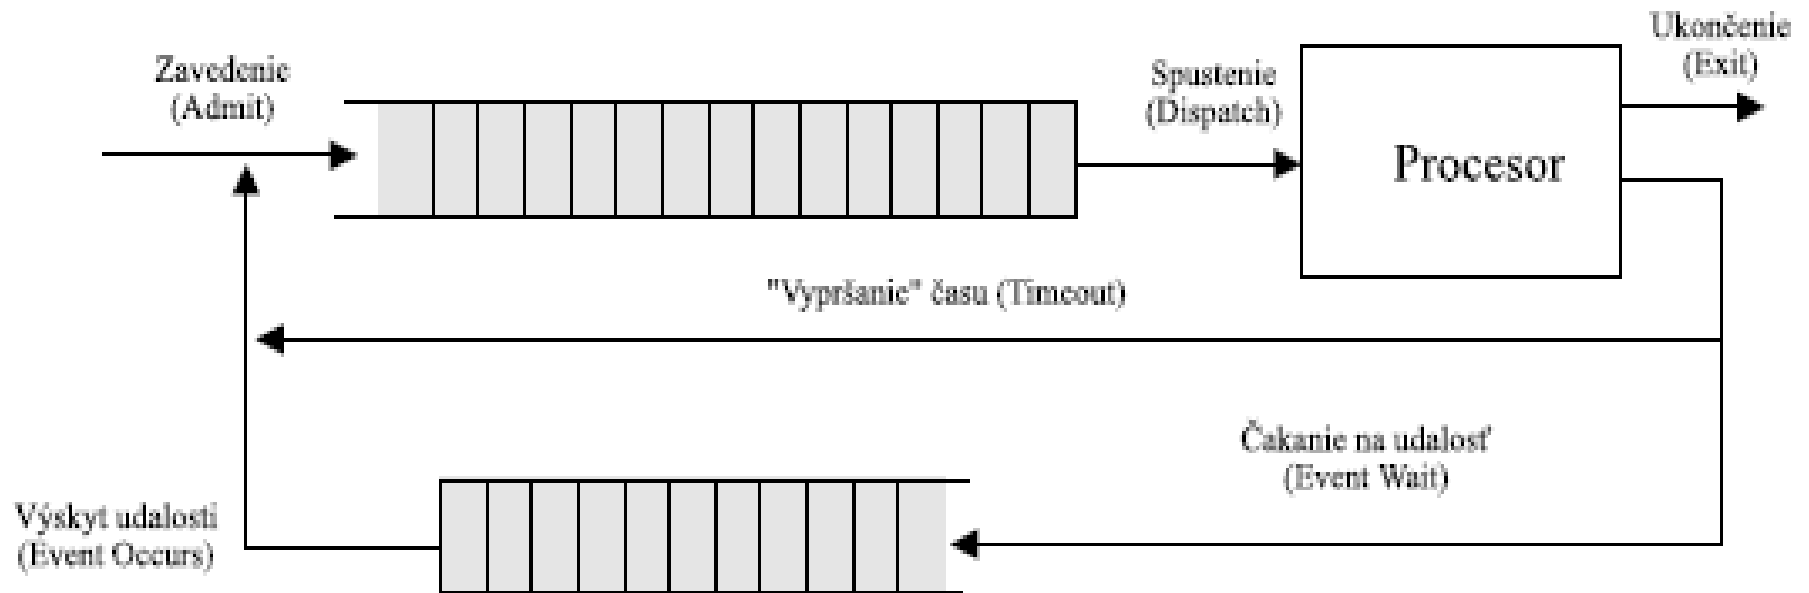 Zavedenie
(Admit)
Spustenie
(Dispatch)
Ukončenie
(Exit)
Procesor
"Vypršanie" času (Timeout)
Čakanie na udalosť
(Event Wait)
Výskyt udalosti
(Event Occurs)